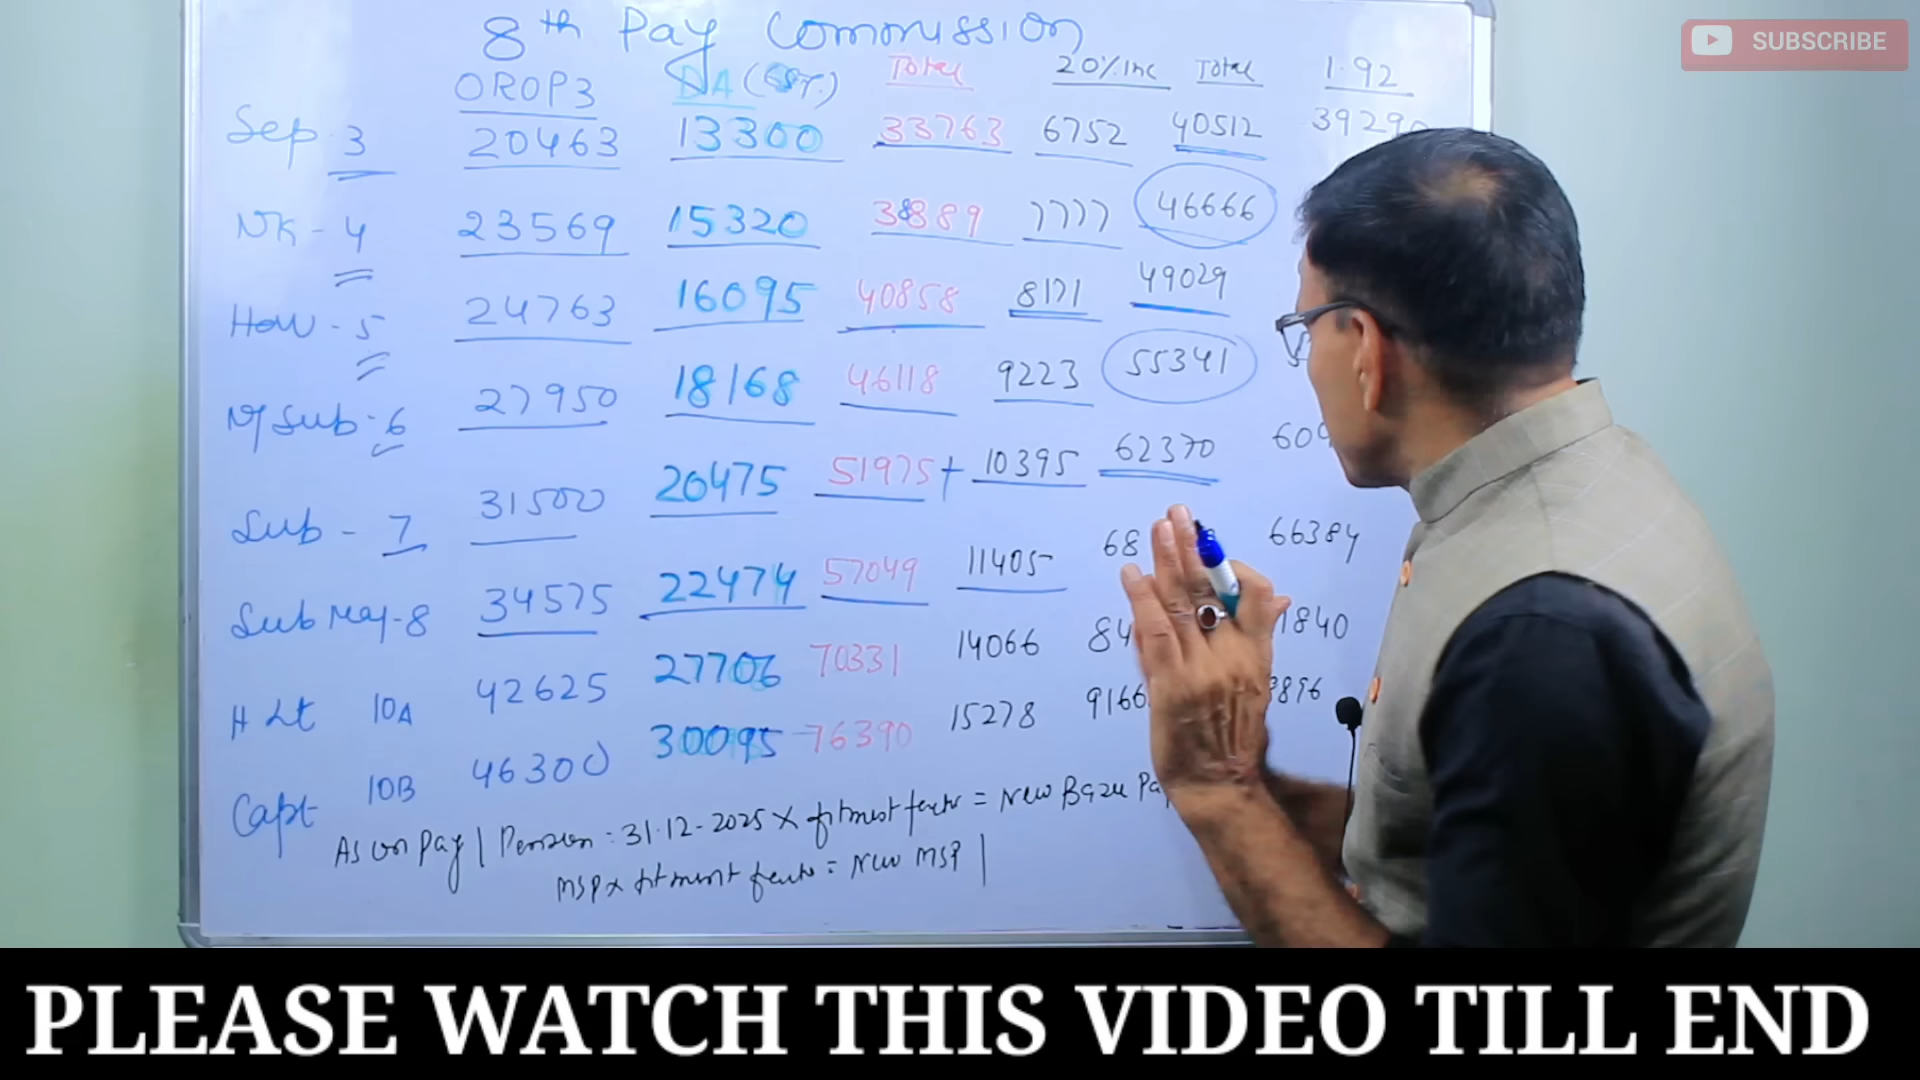 SUBSCRIBE
8th Pay Commission
OROP3 DA Total 20% Inc Total 1.92
Sep 3 20463 13300 33763 6752 40512
NK - 4 23569 15320 38889 7777 46666
Hav - 5 24763 16095 40858 8171 49029
N/Sub - 6 27950 18168 46118 9223 55341
Sub - 7 31500 20475 51975 + 10395 62370
Sub Maj - 8 34575 22474 57049 11405 68 66384
H Lt 10A 42625 27706 70331 14066 84 1840
Capt 10B 46300 30095 76390 15278 9166 3896
As on Pay | Pension : 31.12-2025 X fitment factor = New Basic Pa
MSP x fitment factor = New MSP |
PLEASE WATCH THIS VIDEO TILL END